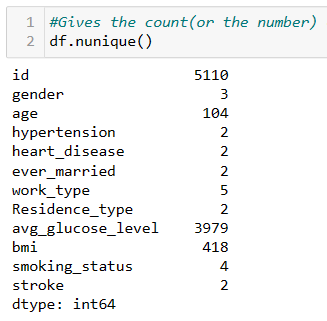 1 #Gives the count(or the number)
2 df.nunique()
id 5110
gender 3
age 104
hypertension 2
heart_disease 2
ever_married 2
work_type 5
Residence_type 2
avg_glucose_level 3979
bmi 418
smoking_status 4
stroke 2
dtype: int64